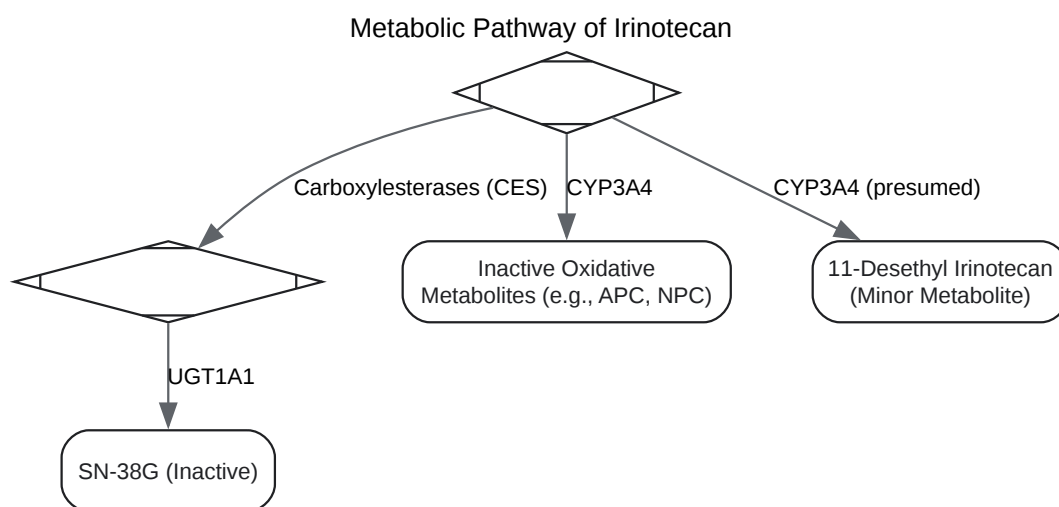 Metabolic Pathway of Irinotecan
Carboxylesterases (CES)
CYP3A4
CYP3A4 (presumed)
Inactive Oxidative
Metabolites (e.g., APC, NPC)
11-Desethyl Irinotecan
(Minor Metabolite)
UGT1A1
SN-38G (Inactive)